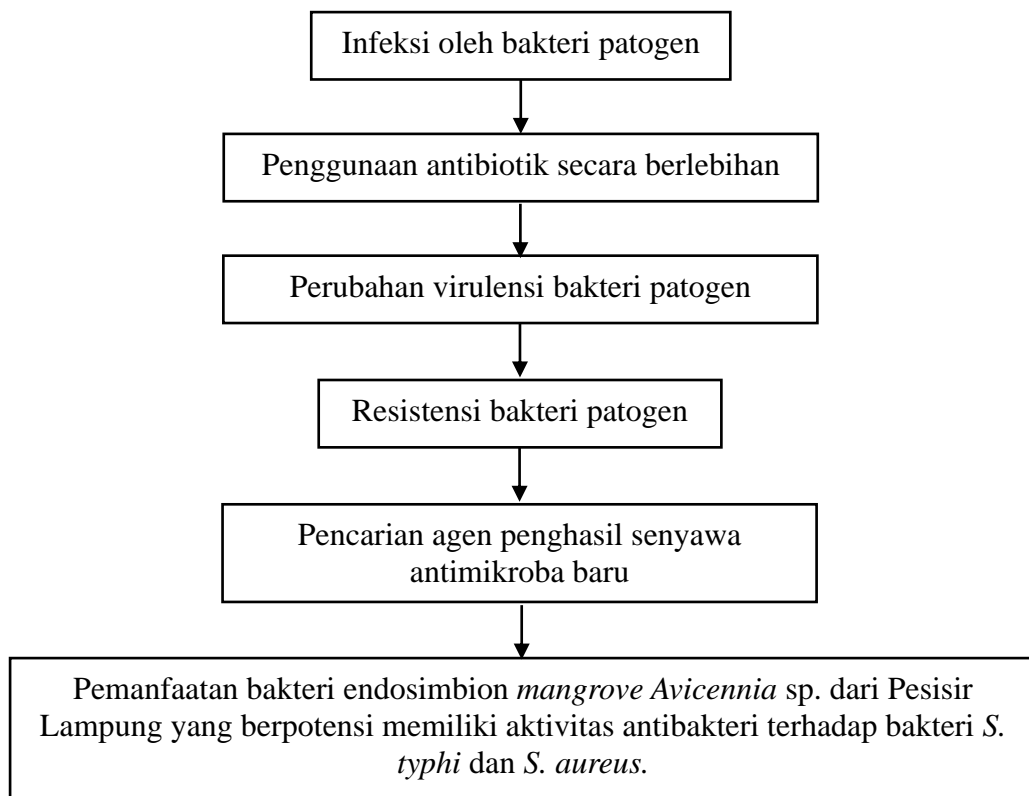 Infeksi oleh bakteri patogen
Penggunaan antibiotik secara berlebihan
Perubahan virulensi bakteri patogen
Resistensi bakteri patogen
Pencarian agen penghasil senyawa
antimikroba baru
Pemanfaatan bakteri endosimbion mangrove Avicennia sp. dari Pesisir
Lampung yang berpotensi memiliki aktivitas antibakteri terhadap bakteri S.
typhi dan S. aureus.